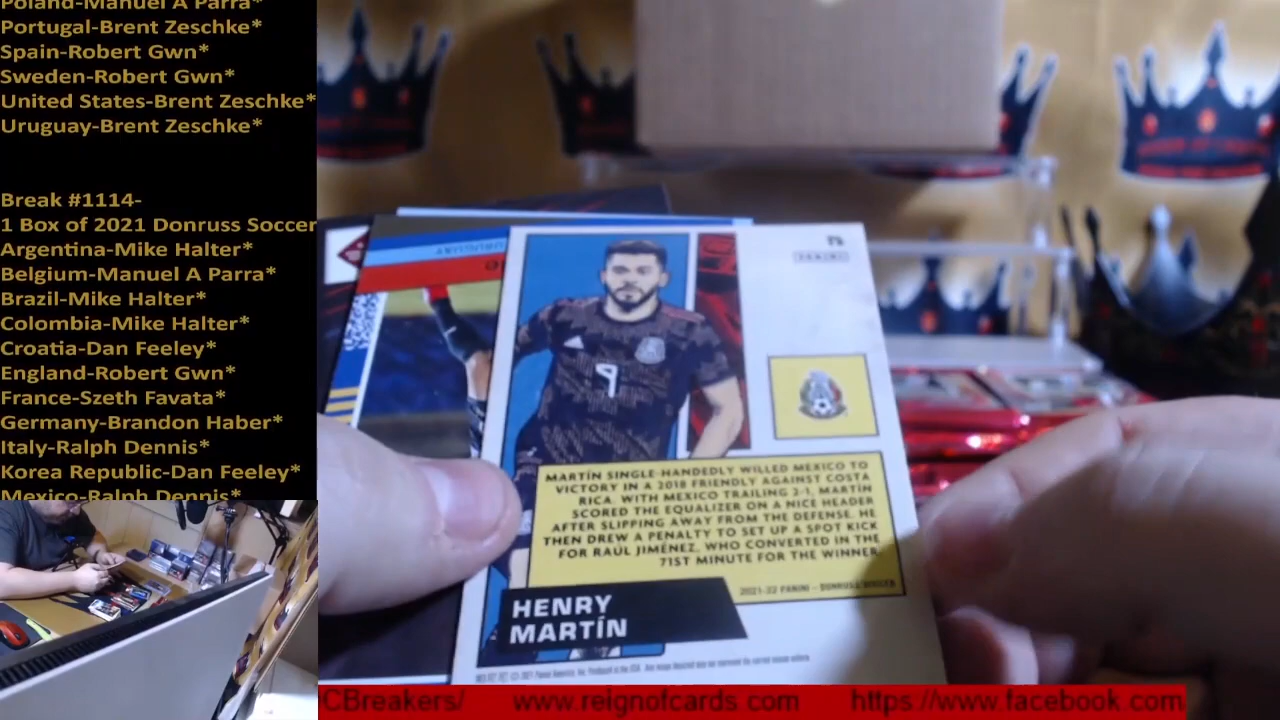 Poland-Manuel A Parra*
Portugal-Brent Zeschke*
Spain-Robert Gwn*
Sweden-Robert Gwn*
United States-Brent Zeschke*
Uruguay-Brent Zeschke*
Break #1114-
1 Box of 2021 Donruss Soccer
Argentina-Mike Halter*
Belgium-Manuel A Parra*
Brazil-Mike Halter*
Colombia-Mike Halter*
Croatia-Dan Feeley*
England-Robert Gwn*
France-Szeth Favata*
Germany-Brandon Haber*
Italy-Ralph Dennis*
Korea Republic-Dan Feeley*
Mexico-Ralph Dennis*
URUGUAY
9
MARTÍN SINGLE-HANDEDLY WILLED MEXICO TO
VICTORY IN A 2018 FRIENDLY AGAINST COSTA
RICA. WITH MEXICO TRAILING 2-1, MARTÍN
SCORED THE EQUALIZER ON A NICE HEADER
AFTER SLIPPING AWAY FROM THE DEFENSE. HE
THEN DREW A PENALTY TO SET UP A SPOT KICK
FOR RAÚL JIMÉNEZ, WHO CONVERTED IN THE
71ST MINUTE FOR THE WINNER.
2021-22 PANINI - DONRUSS SOCCER
HENRY
MARTÍN
CBreakers/ www.reignofcards.com https://www.facebook.com